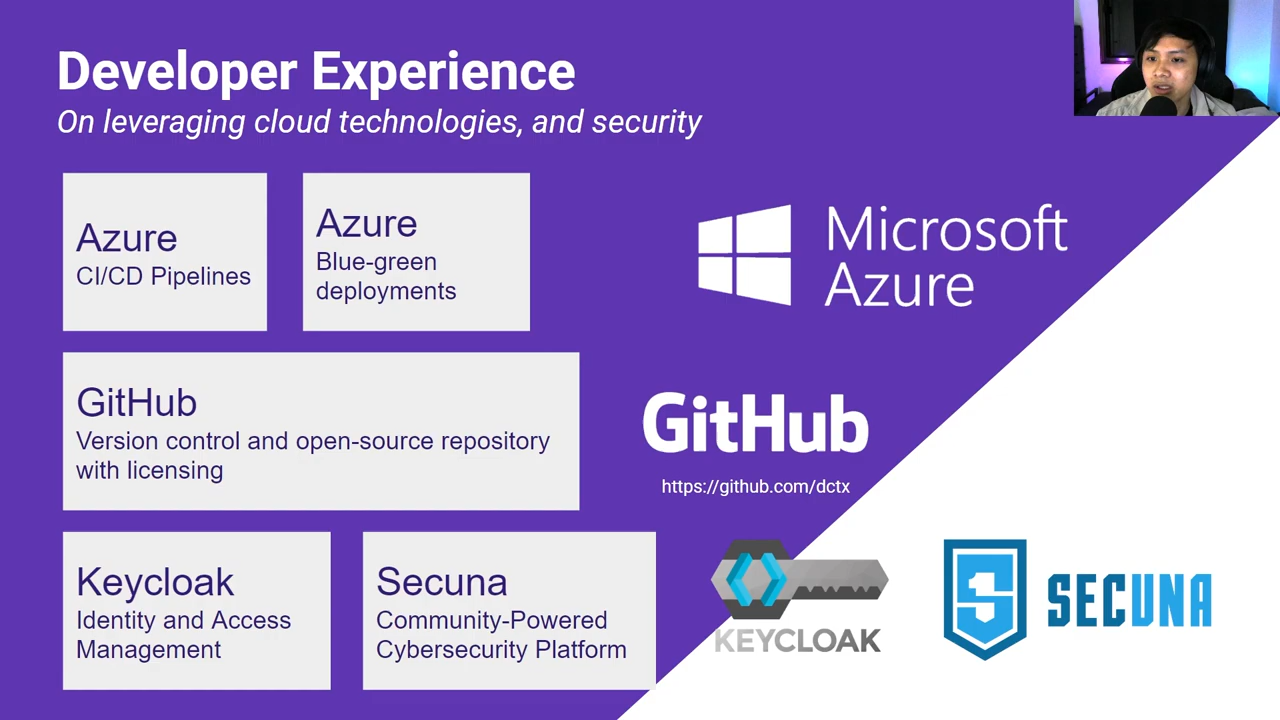 Developer Experience
On leveraging cloud technologies, and security
Azure
CI/CD Pipelines
Azure
Blue-green
deployments
Microsoft
Azure
GitHub
Version control and open-source repository
with licensing
GitHub
https://github.com/dctx
Keycloak
Identity and Access
Management
Secuna
Community-Powered
Cybersecurity Platform
KEYCLOAK
SECUNA